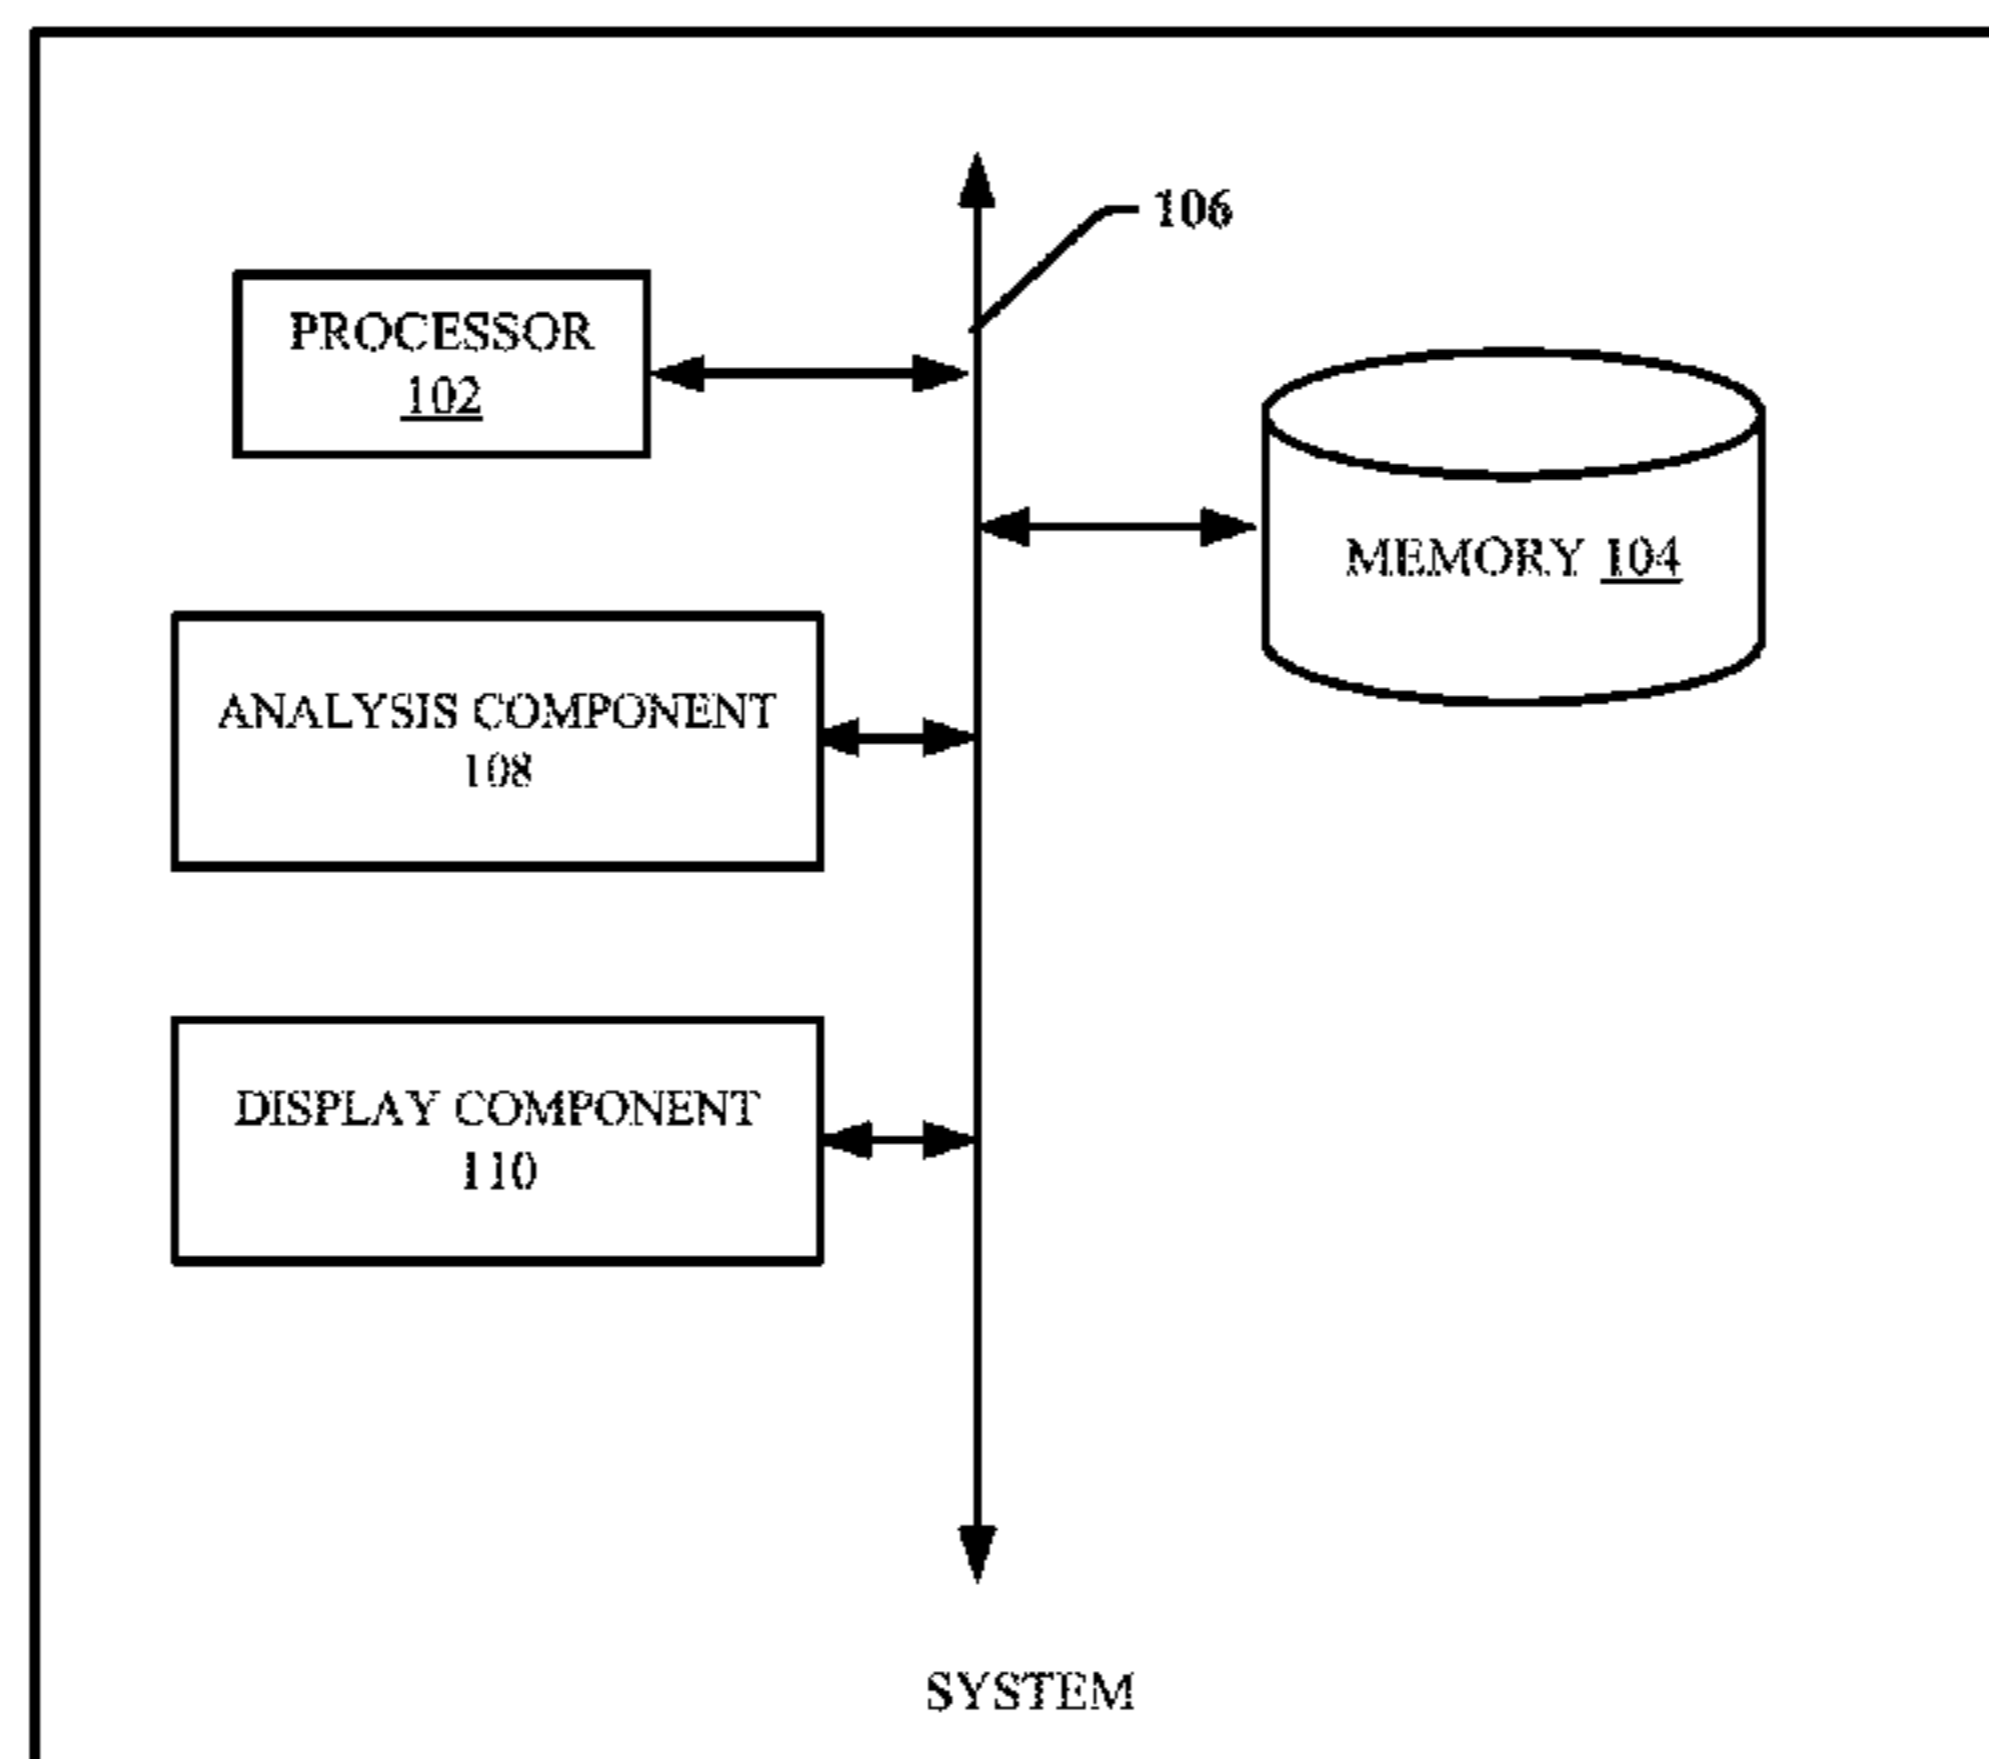 106
PROCESSOR
102
MEMORY 104
ANALYSIS COMPONENT
108
DISPLAY COMPONENT
110
SYSTEM